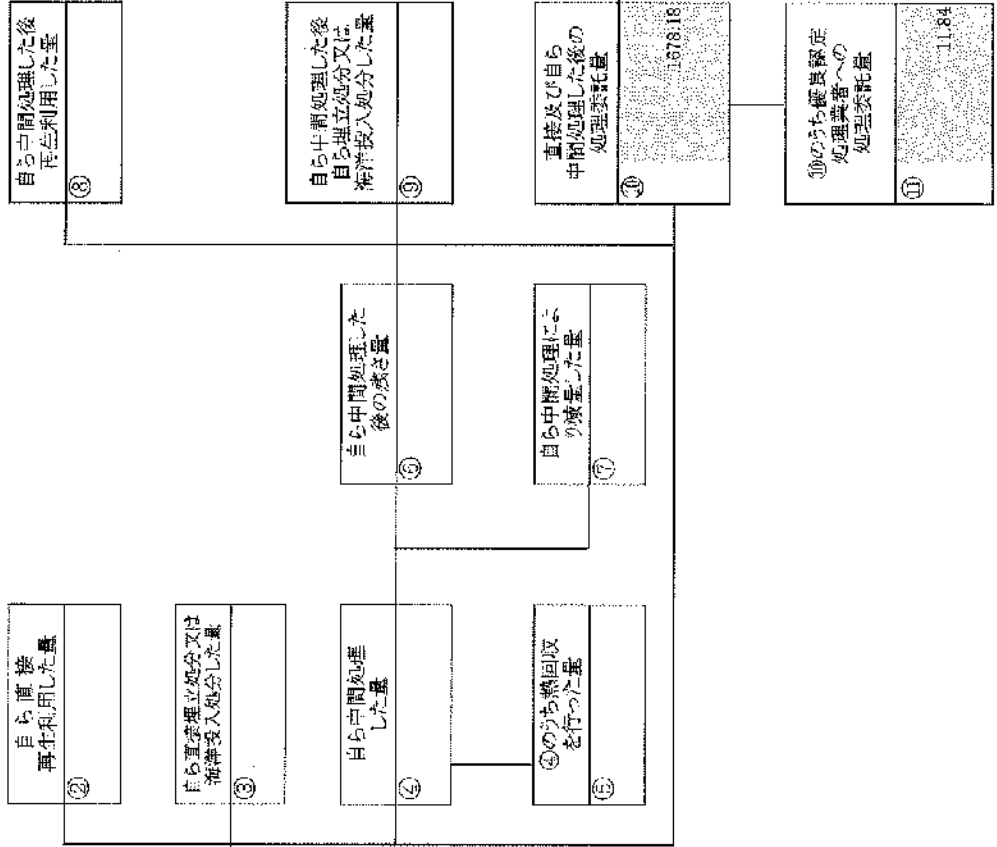 自ら直接
再生利用した量
②
自ら直接埋立処分又は
海洋投入処分した量
③
自ら中間処理
した量
④
④のうち熱回収
を行った量
⑤
自ら中間処理した
後の残さ量
⑥
自ら中間処理によ
り減量した量
⑦
自ら中間処理した後
再生利用した量
⑧
自ら中間処理した後
自ら埋立処分又は
海洋投入処分した量
⑨
直接及び自ら
中間処理した後の
処理委託量
⑩
1678.18
⑩のうち優良認定
処理業者への
処理委託量
⑪
11.84